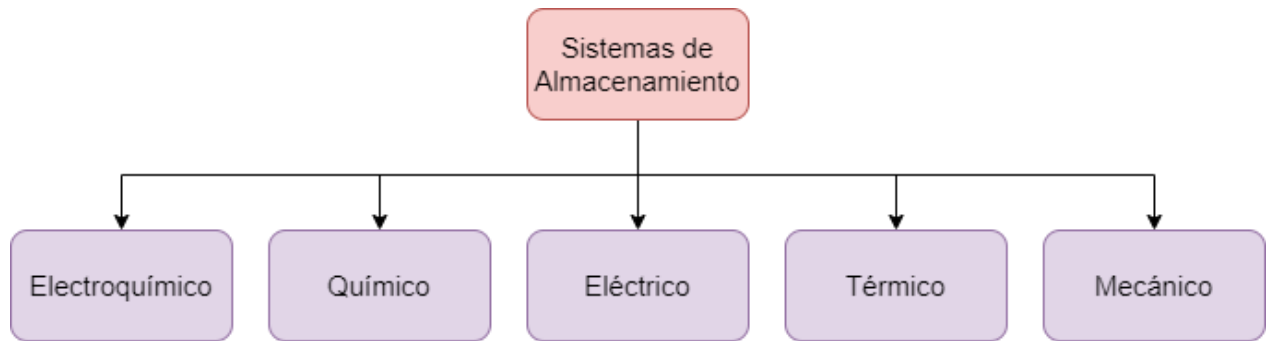 Sistemas de
Almacenamiento
Electroquímico
Químico
Eléctrico
Térmico
Mecánico